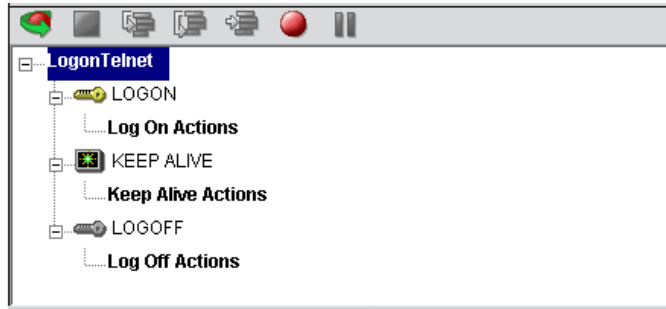 LogonTelnet
LOGON
Log On Actions
KEEP ALIVE
Keep Alive Actions
LOGOFF
Log Off Actions